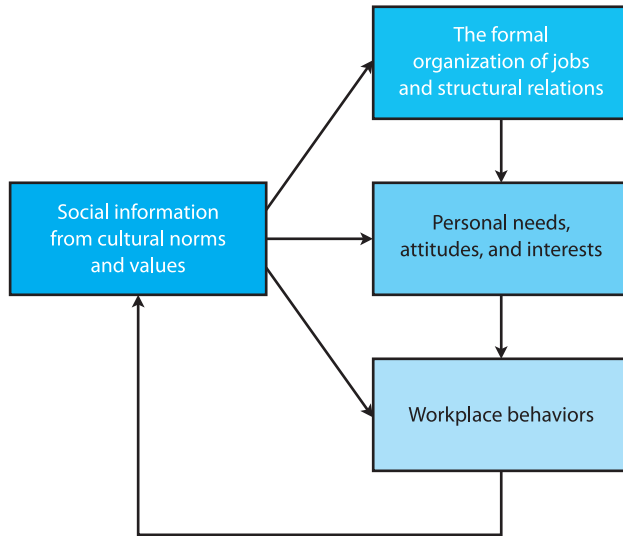 The formal
organization of jobs
and structural relations
Social information
from cultural norms
and values
Personal needs,
attitudes, and interests
Workplace behaviors